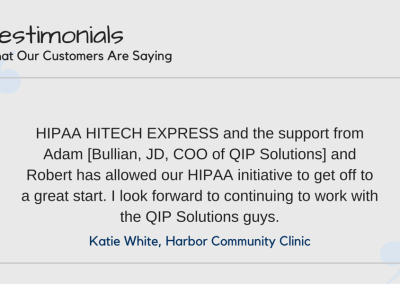 estimonials
hat Our Customers Are Saying
HIPAA HITECH EXPRESS and the support from
Adam [Bullian, JD, COO of QIP Solutions] and
Robert has allowed our HIPAA initiative to get off to
a great start. I look forward to continuing to work with
the QIP Solutions guys.
Katie White, Harbor Community Clinic